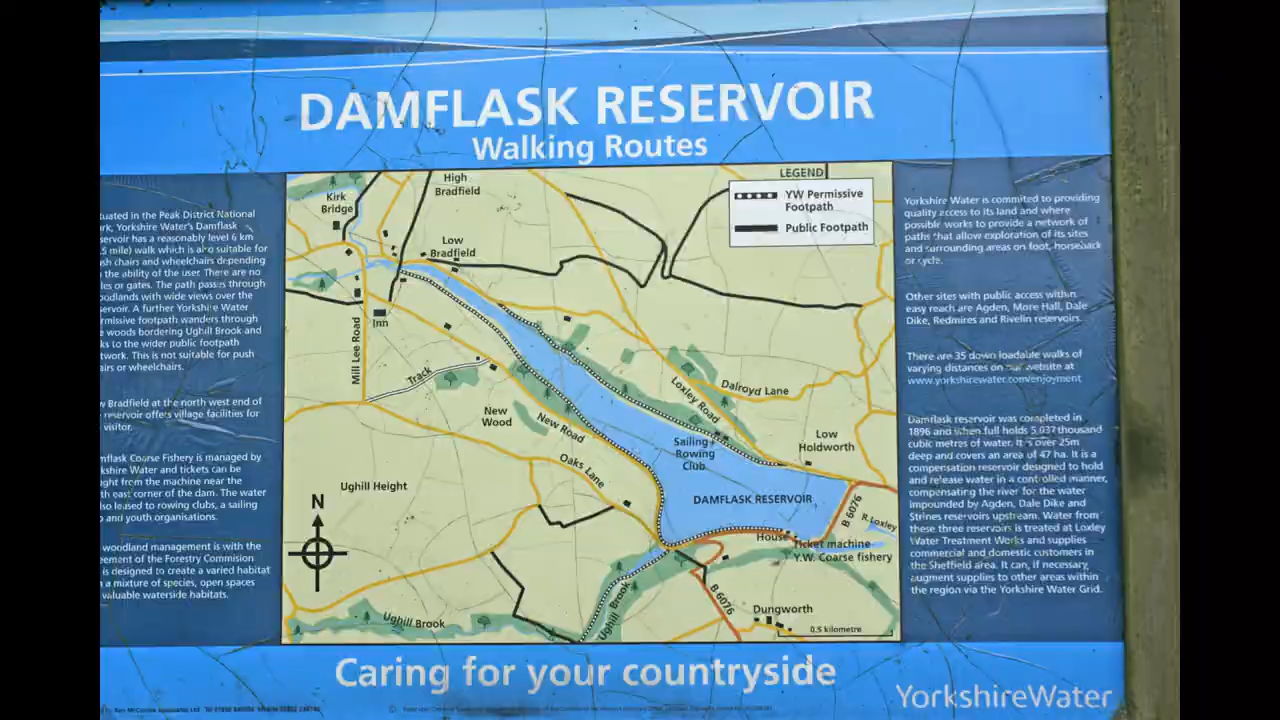 DAMFLASK RESERVOIR
Walking Routes
uated in the Peak District National
rk, Yorkshire Water's Damflask
servoir has a reasonably level 6 km
.5 mile) walk which is also suitable for
sh chairs and wheelchairs depending
the ability of the user. There are no
les or gates. The path passes through
oodlands with wide views over the
servoir. A further Yorkshire Water
rmissive footpath wanders through
e woods bordering Ughill Brook and
ks to the wider public footpath
twork. This is not suitable for push
airs or wheelchairs.
w Bradfield at the north west end of
reservoir offers village facilities for
visitor.
mflask Coarse Fishery is managed by
kshire Water and tickets can be
ght from the machine near the
th east corner of the dam. The water
lso leased to rowing clubs, a sailing
and youth organisations.
woodland management is with the
eement of the Forestry Commission
is designed to create a varied habitat
a mixture of species, open spaces
valuable waterside habitats.
LEGEND
YW Permissive
Footpath
Public Footpath
High
Bradfield
Kirk
Bridge
Low
Bradfield
Inn
Mill Lee Road
Track
New
Wood
New Road
Oaks Lane
Loxley Road
Dalroyd Lane
Sailing+
Rowing
Club
Low
Holdworth
Ughill Height
N
DAMFLASK RESERVOIR
B 6076
R.Loxley
House
Ticket machine
Y.W. Coarse fishery
Ughill Brook
Ughill Brook
B 6076
Dungworth
0.5 kilometre
Yorkshire Water is commited to providing
quality access to its land and where
possible works to provide a network of
paths that allow exploration of its sites
and surrounding areas on foot, horseback
or cycle.
Other sites with public access within
easy reach are Agden, More Hall, Dale
Dike, Redmires and Rivelin reservoirs.
There are 35 down loadable walks of
varying distances on our website at
www.yorkshirewater.com/enjoyment
Damflask reservoir was completed in
1896 and when full holds 5,037 thousand
cubic metres of water. It is over 25m
deep and covers an area of 47 ha. It is a
compensation reservoir designed to hold
and release water in a controlled manner,
compensating the river for the water
impounded by Agden, Dale Dike and
Strines reservoirs upstream. Water from
these three reservoirs is treated at Loxley
Water Treatment Works and supplies
commercial and domestic customers in
the Sheffield area. It can, if necessary
augment supplies to other areas within
the region via the Yorkshire Water Grid.
Caring for your countryside
YorkshireWater